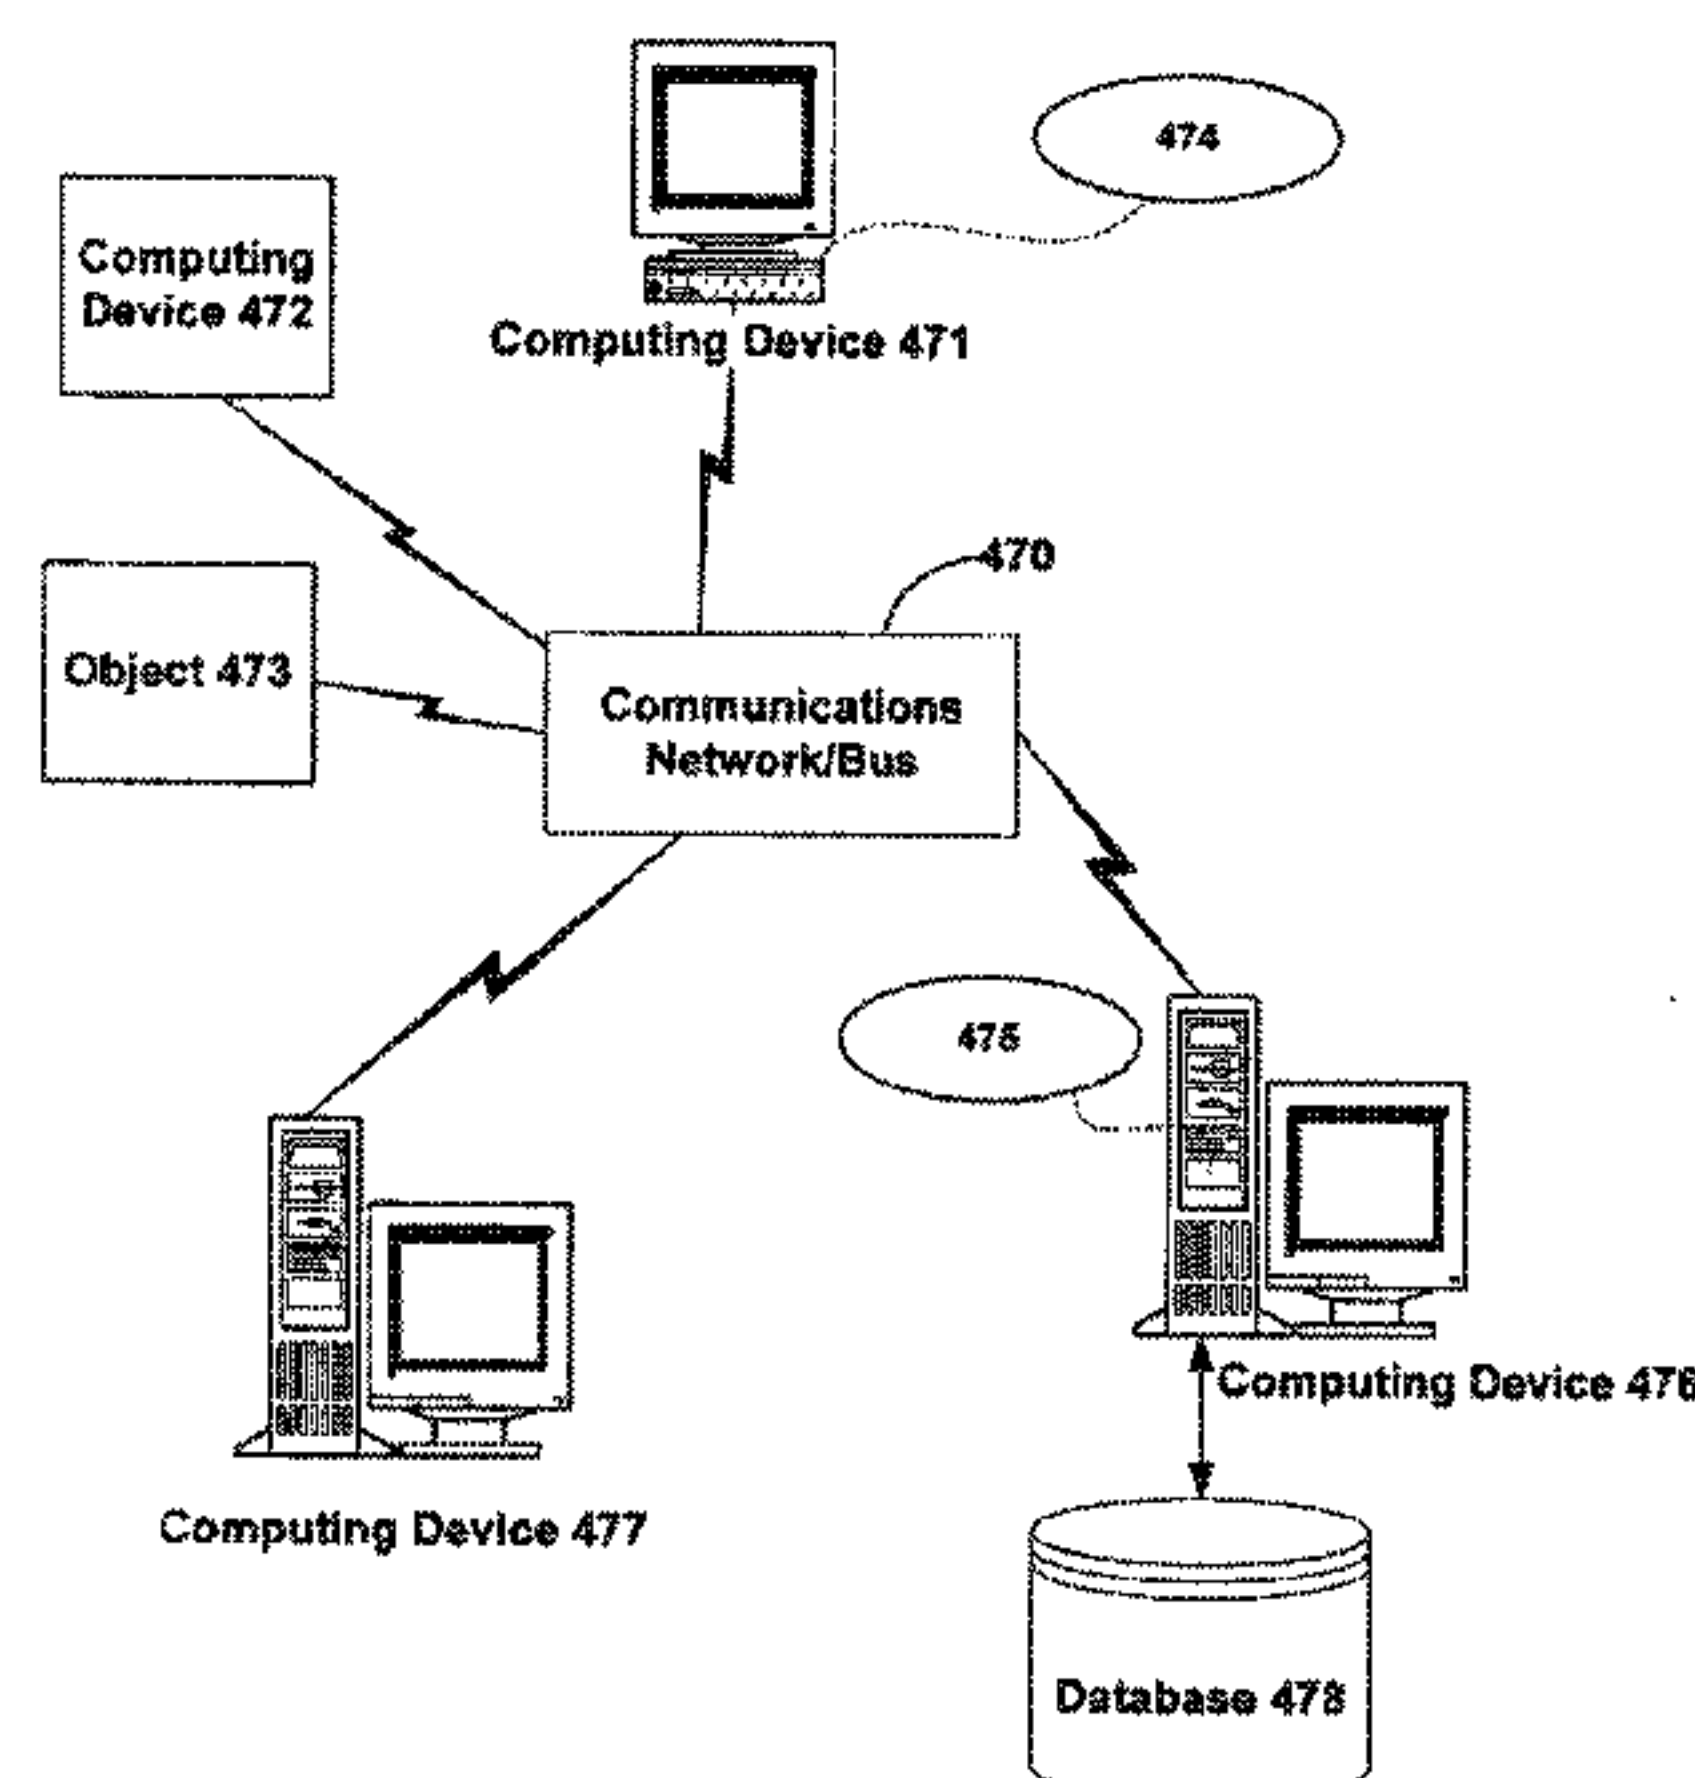 474
Computing
Device 472
Computing Device 471
470
Object 473
Communications
Network/Bus
475
Computing Device 476
Computing Device 477
Database 478